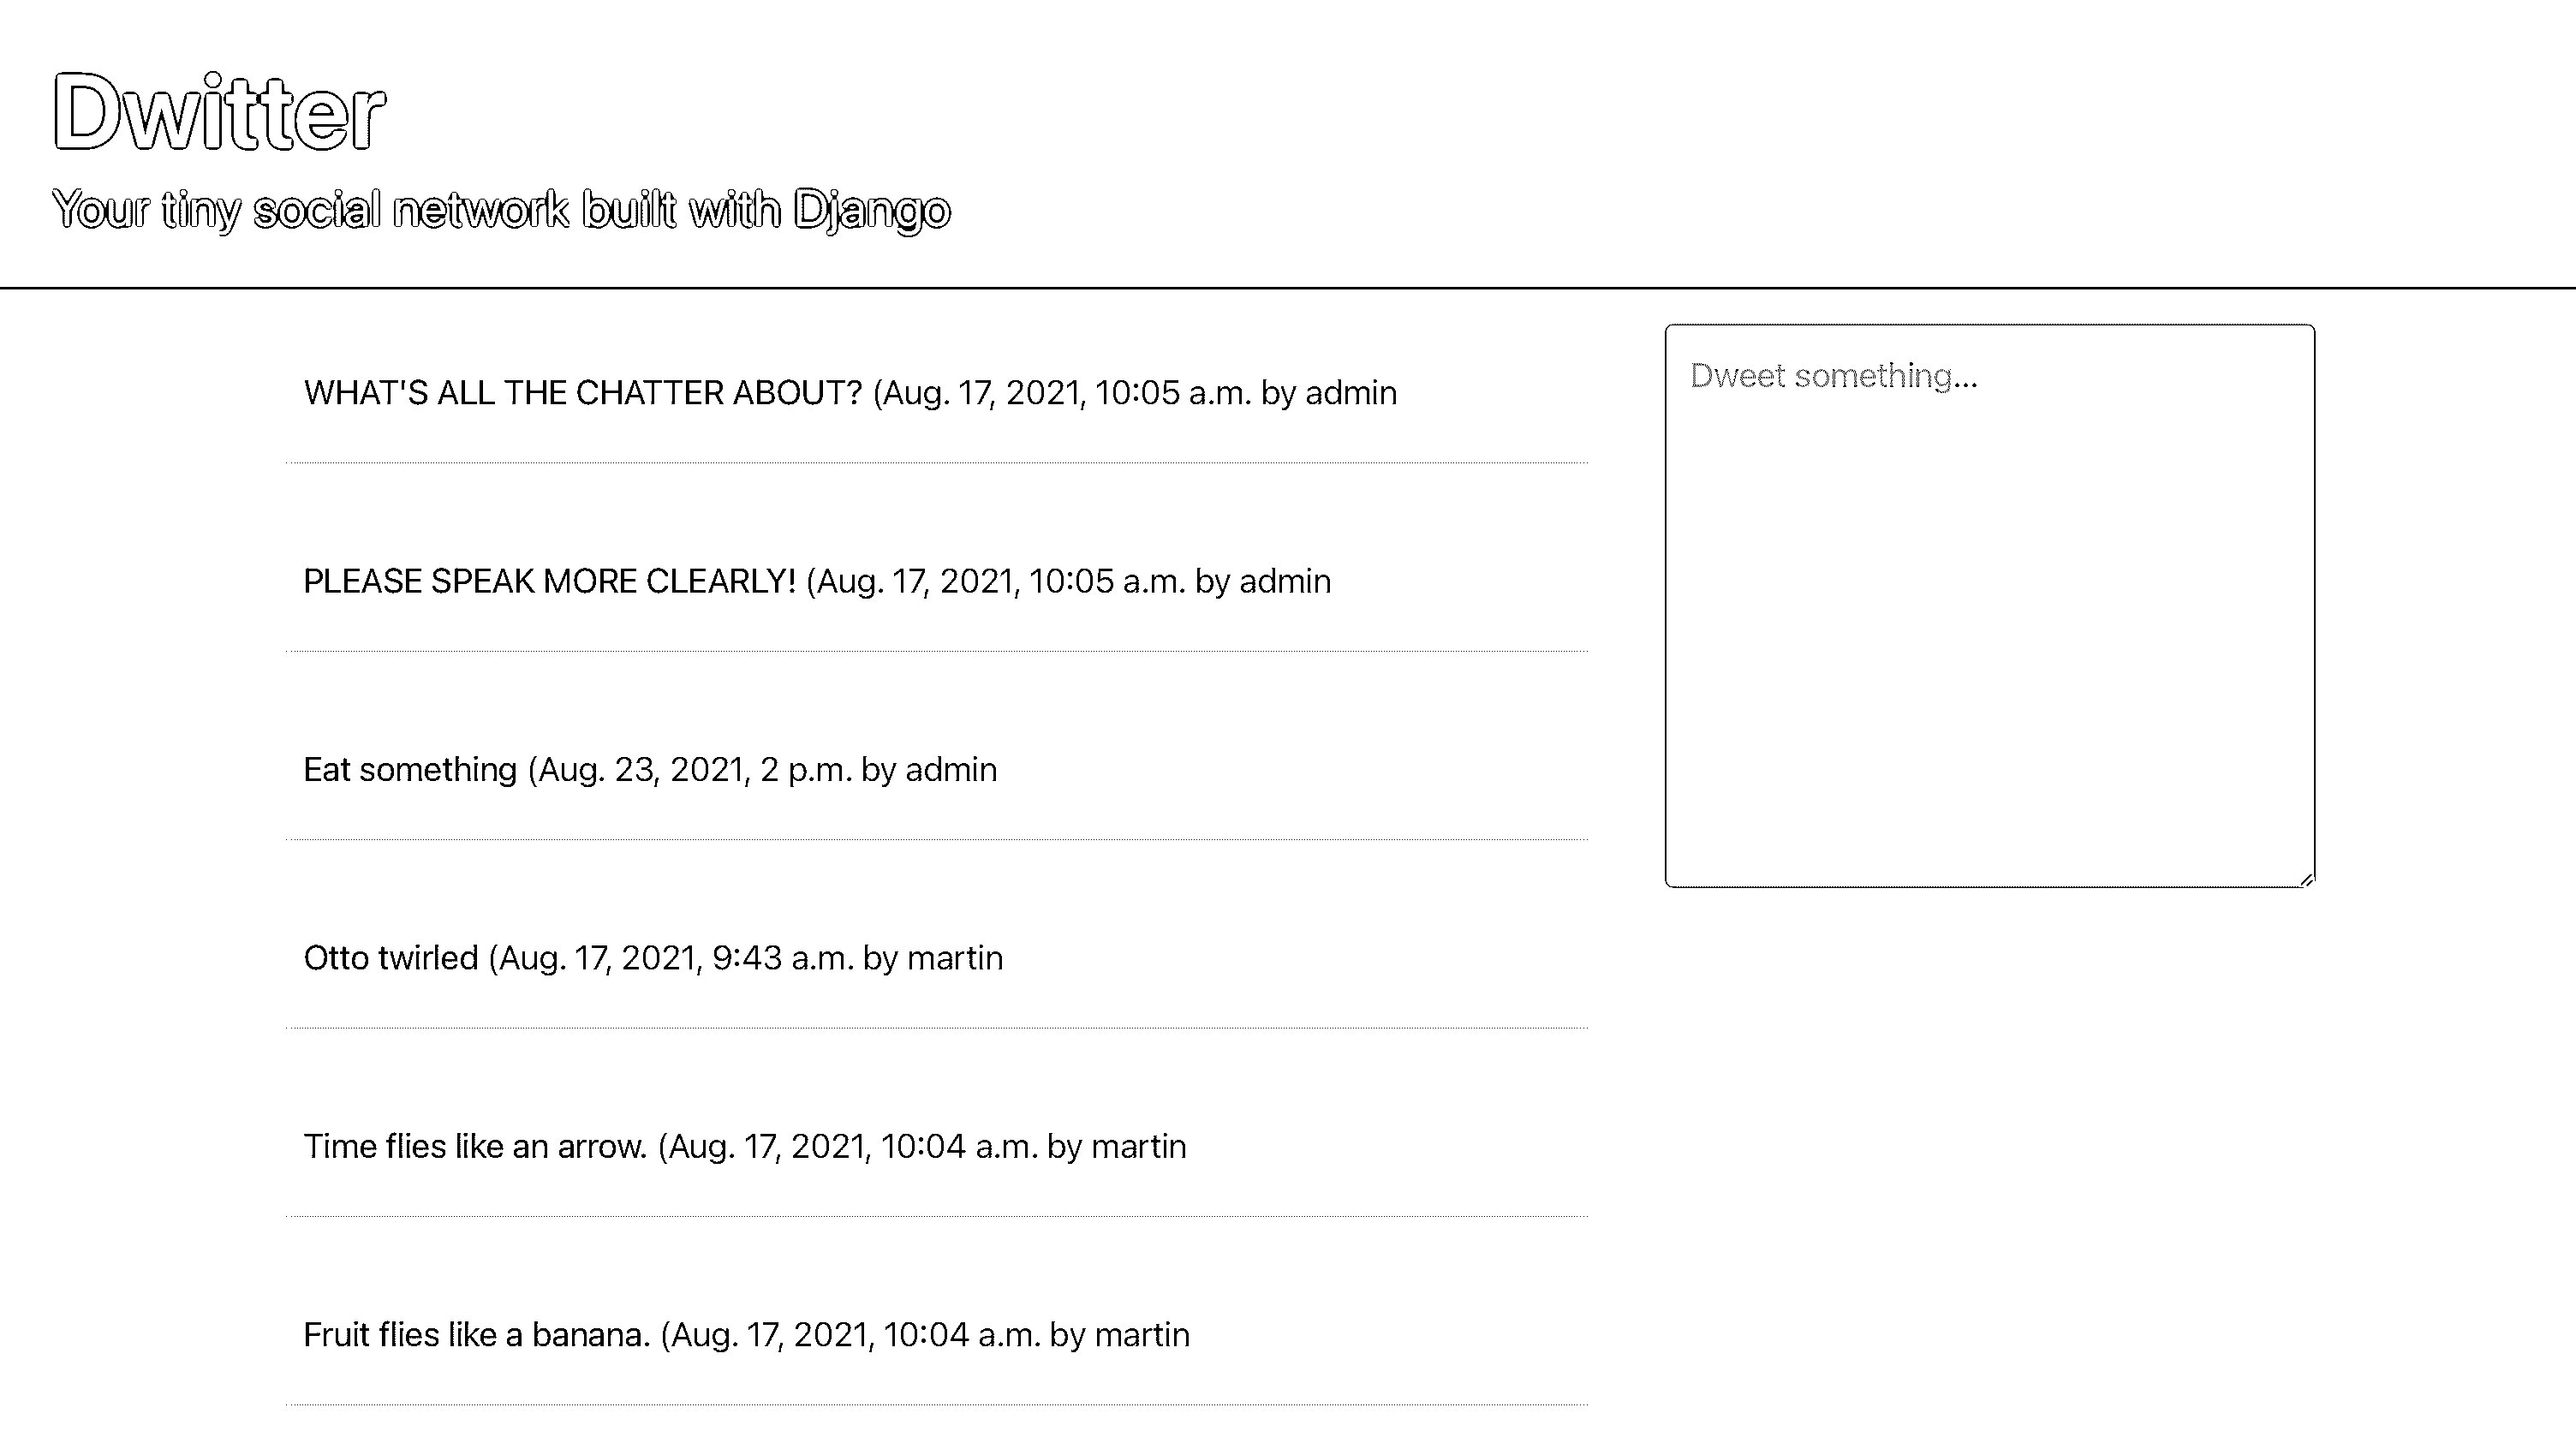 Dwitter
Your tiny social network built with Django
WHAT'S ALL THE CHATTER ABOUT? (Aug. 17, 2021, 10:05 a.m. by admin
Dweet something...
PLEASE SPEAK MORE CLEARLY! (Aug. 17, 2021, 10:05 a.m. by admin
Eat something (Aug. 23, 2021, 2 p.m. by admin
Otto twirled (Aug. 17, 2021, 9:43 a.m. by martin
Time flies like an arrow. (Aug. 17, 2021, 10:04 a.m. by martin
Fruit flies like a banana. (Aug. 17, 2021, 10:04 a.m. by martin